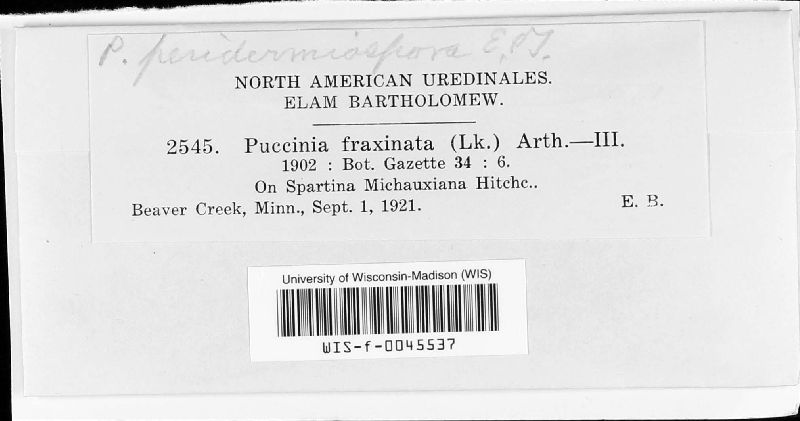 P. peridermiospora E. & T.
NORTH AMERICAN UREDINALES.
ELAM BARTHOLOMEW.
2545. Puccinia fraxinata (Lk.) Arth.—III.
1902 : Bot. Gazette 34 : 6.
On Spartina Michauxiana Hitchc..
Beaver Creek, Minn., Sept. 1, 1921. E. B.
University of Wisconsin-Madison (WIS)
WIS-f-0045537